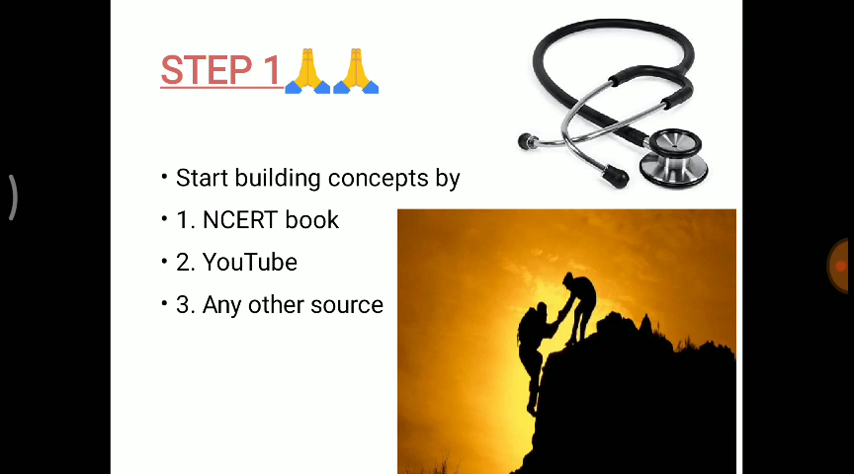 STEP 1🙏🙏
• Start building concepts by
• 1. NCERT book
• 2. YouTube
• 3. Any other source